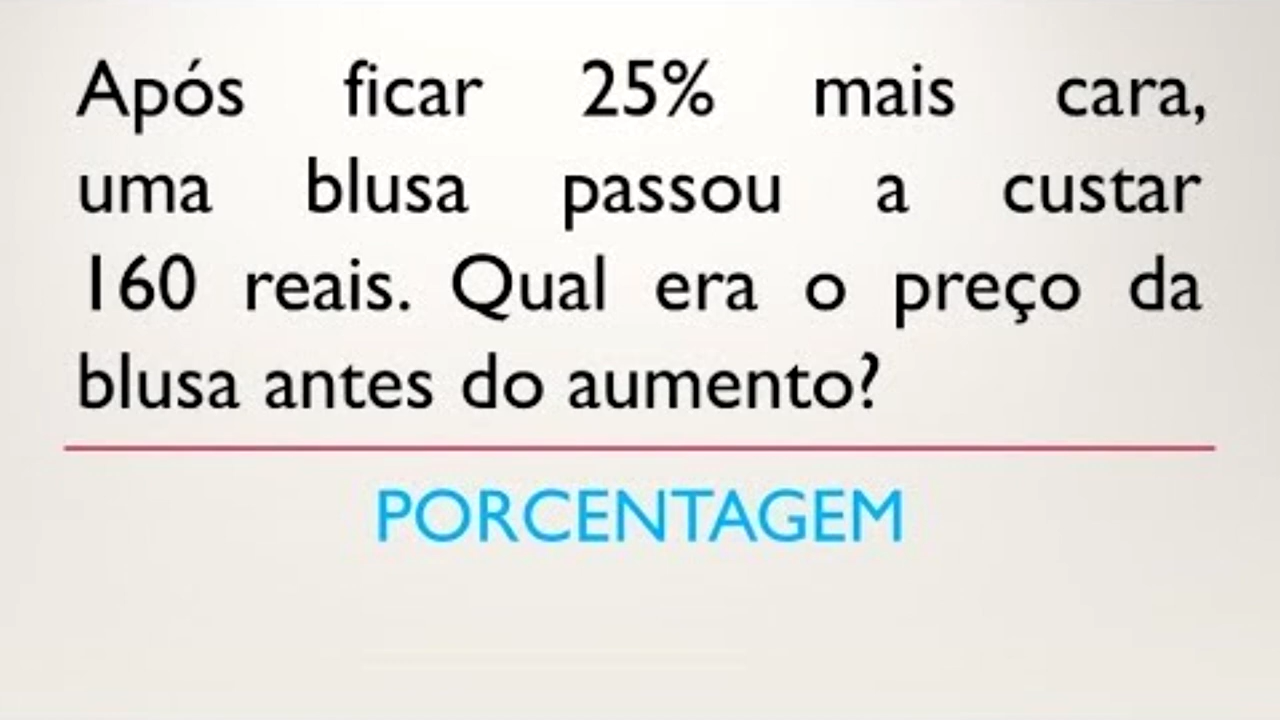 Após ficar 25% mais cara,
uma blusa passou a custar
160 reais. Qual era o preço da
blusa antes do aumento?
PORCENTAGEM